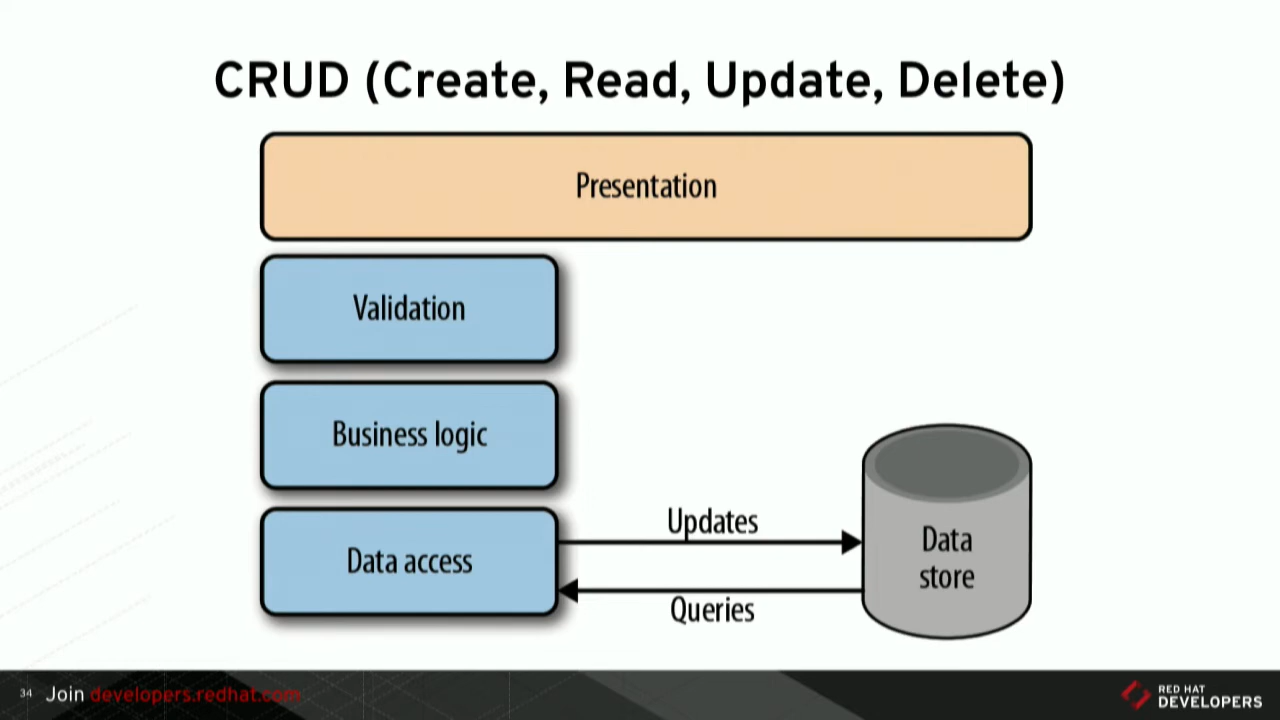 CRUD (Create, Read, Update, Delete)
Presentation
Validation
Business logic
Data access
Updates
Queries
Data
store
34 Join developers.redhat.com
RED HAT
DEVELOPERS